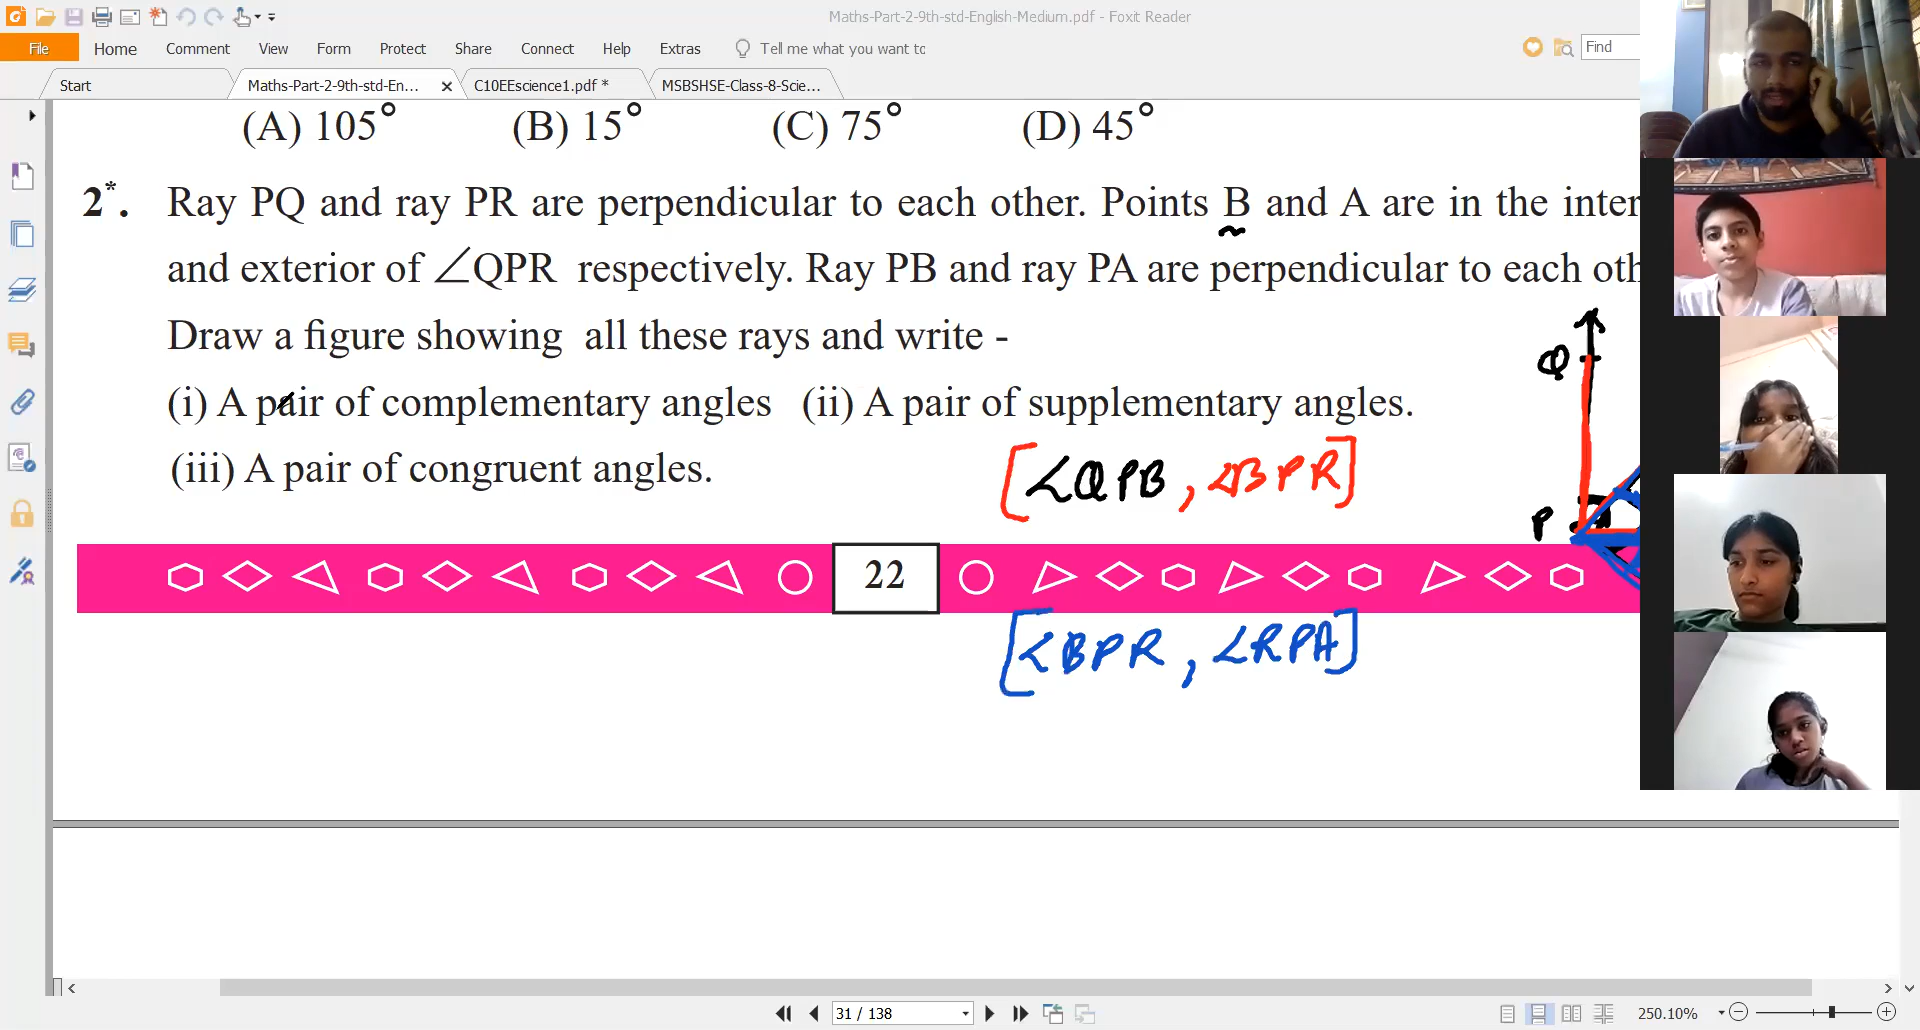 Maths-Part-2-9th-std-English-Medium.pdf - Foxit Reader
File Home Comment View Form Protect Share Connect Help Extras Tell me what you want to Find
Start Maths-Part-2-9th-std-En... C10EEscience1.pdf * MSBSHSE-Class-8-Scie...
(A) 105° (B) 15° (C) 75° (D) 45°
2*. Ray PQ and ray PR are perpendicular to each other. Points B and A are in the inter
and exterior of ∠QPR respectively. Ray PB and ray PA are perpendicular to each oth
Draw a figure showing all these rays and write -
(i) A pair of complementary angles (ii) A pair of supplementary angles.
(iii) A pair of congruent angles.
[∠QPB, ∠BPR]
Q
P
22
[∠BPR, ∠RPA]
31 / 138
250.10%